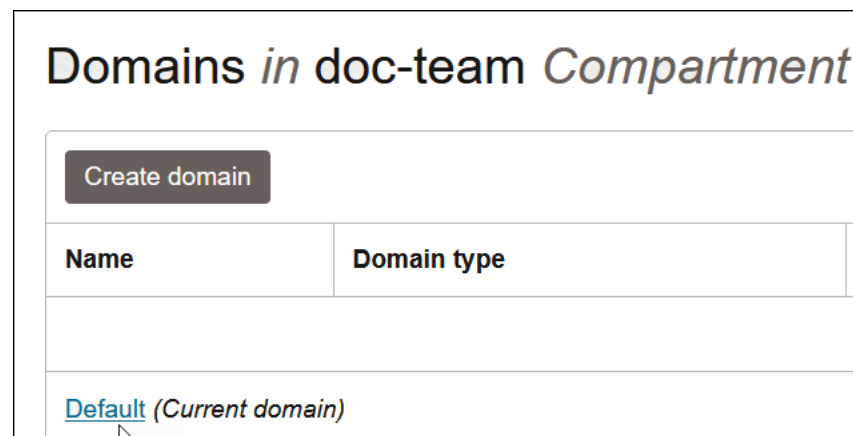 Domains in doc-team Compartment
Create domain
Name Domain type
Default (Current domain)